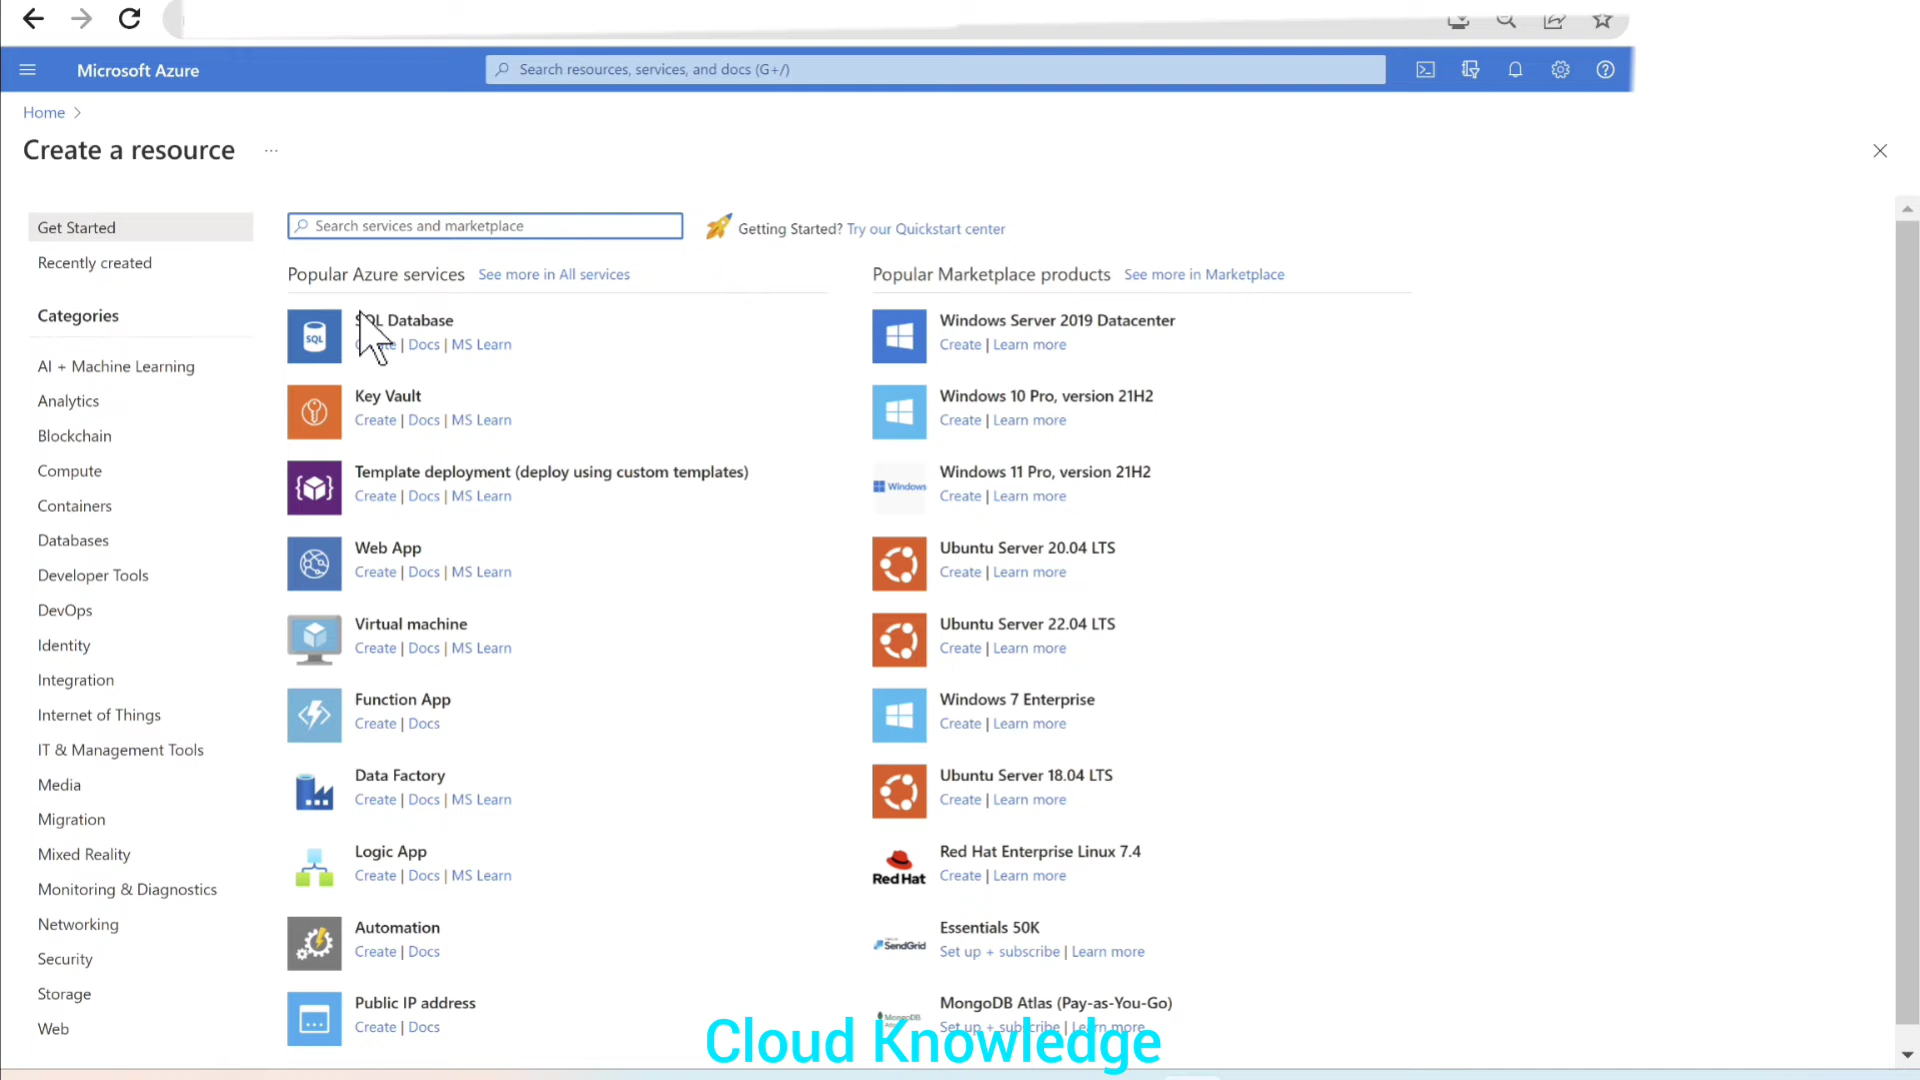 Microsoft Azure
Search resources, services, and docs (G+/)
Home
Create a resource
Get Started
Recently created
Categories
AI + Machine Learning
Analytics
Blockchain
Compute
Containers
Databases
Developer Tools
DevOps
Identity
Integration
Internet of Things
IT & Management Tools
Media
Migration
Mixed Reality
Monitoring & Diagnostics
Networking
Security
Storage
Web
Search services and marketplace
Getting Started? Try our Quickstart center
Popular Azure services See more in All services
SQL
SQL Database
| Docs | MS Learn
Key Vault
Create | Docs | MS Learn
Template deployment (deploy using custom templates)
Create | Docs | MS Learn
Web App
Create | Docs | MS Learn
Virtual machine
Create | Docs | MS Learn
Function App
Create | Docs
Data Factory
Create | Docs | MS Learn
Logic App
Create | Docs | MS Learn
Automation
Create | Docs
Public IP address
Create | Docs
Popular Marketplace products See more in Marketplace
Windows Server 2019 Datacenter
Create | Learn more
Windows 10 Pro, version 21H2
Create | Learn more
Windows
Windows 11 Pro, version 21H2
Create | Learn more
Ubuntu Server 20.04 LTS
Create | Learn more
Ubuntu Server 22.04 LTS
Create | Learn more
Windows 7 Enterprise
Create | Learn more
Ubuntu Server 18.04 LTS
Create | Learn more
Red Hat
Red Hat Enterprise Linux 7.4
Create | Learn more
SendGrid
Essentials 50K
Set up + subscribe | Learn more
MongoDB
MongoDB Atlas (Pay-as-You-Go)
Set up + subscribe | Learn more
Cloud Knowledge